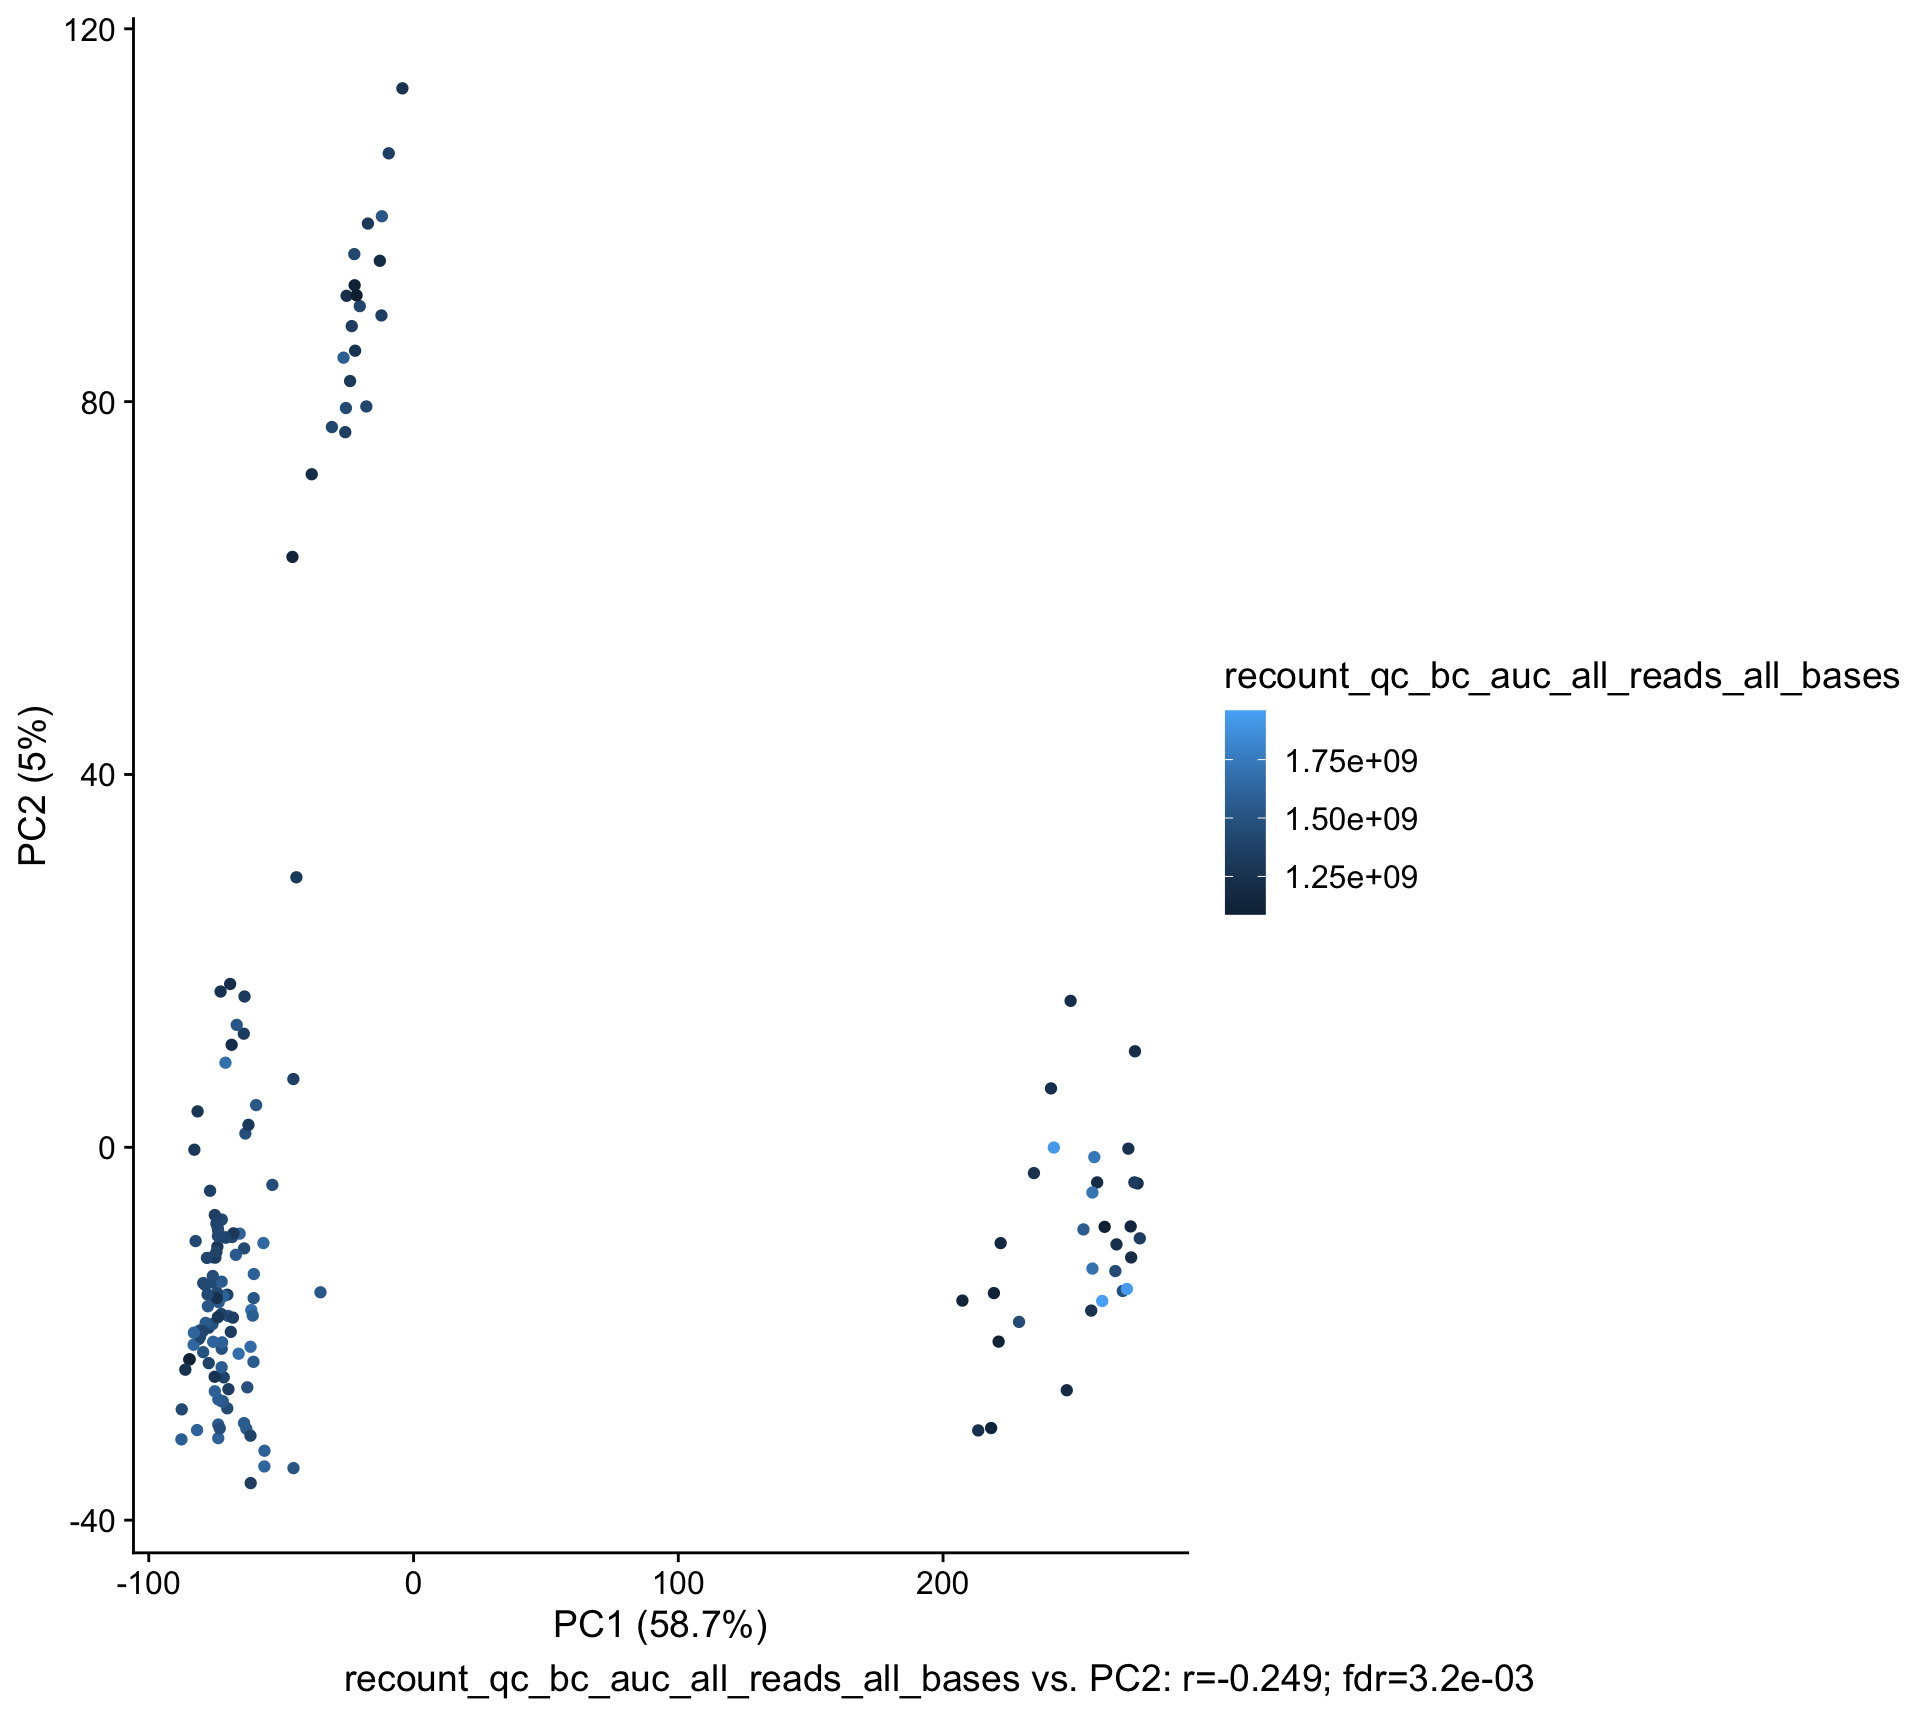 120
80
40
0
-40
PC2 (5%)
-100
0
100
200
PC1 (58.7%)
recount_qc_bc_auc_all_reads_all_bases
1.75e+09
1.50e+09
1.25e+09
recount_qc_bc_auc_all_reads_all_bases vs. PC2: r=-0.249; fdr=3.2e-03